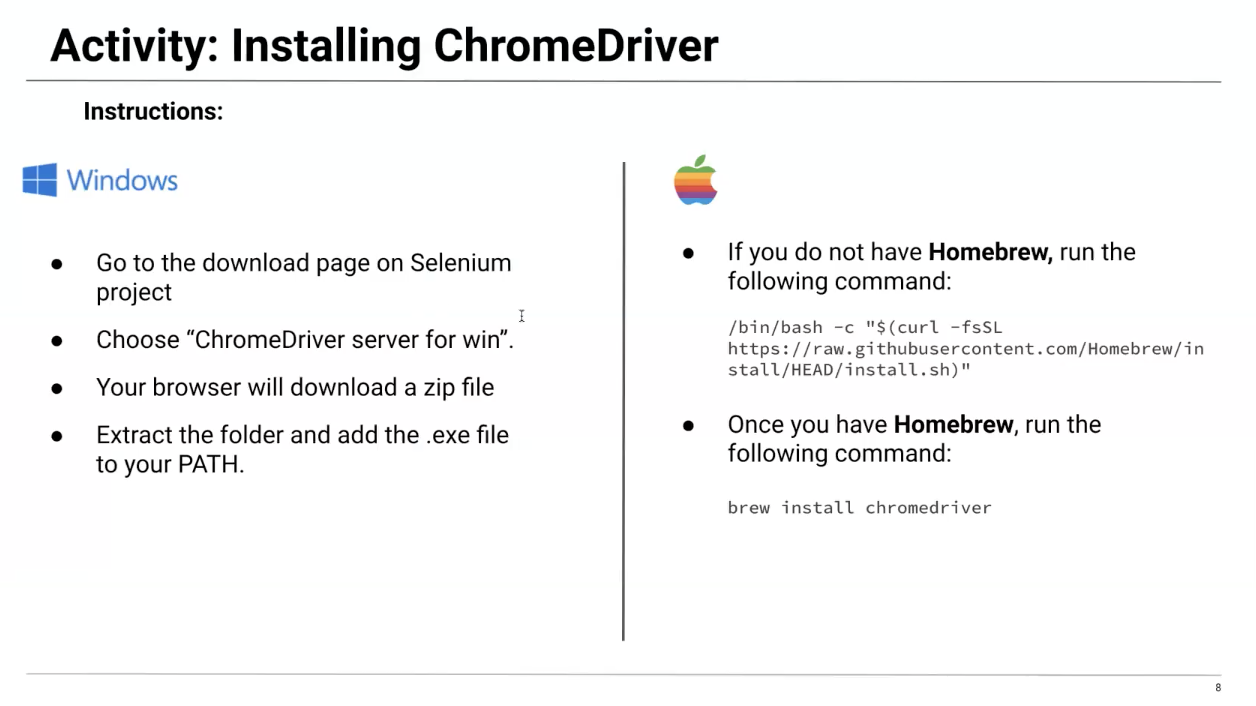 Activity: Installing ChromeDriver
Instructions:
Windows
● Go to the download page on Selenium
project
● Choose “ChromeDriver server for win”.
● Your browser will download a zip file
● Extract the folder and add the .exe file
to your PATH.
● If you do not have Homebrew, run the
following command:
/bin/bash -c "$(curl -fsSL
https://raw.githubusercontent.com/Homebrew/in
stall/HEAD/install.sh)"
● Once you have Homebrew, run the
following command:
brew install chromedriver
8